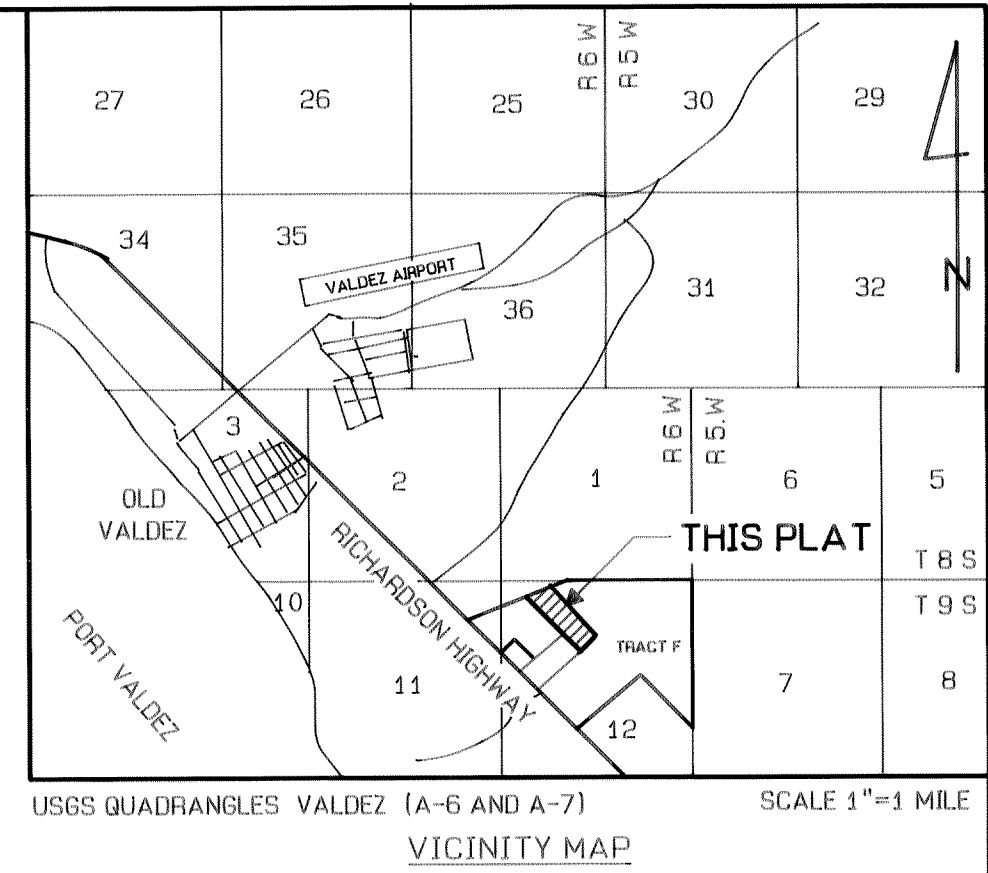 R 6 W
R 5 W
27
26
25
30
29
34
35
VALDEZ AIRPORT
36
31
32
N
3
2
1
R 6 W
R 5.W
6
5
OLD
VALDEZ
THIS PLAT
T 8 S
T 9 S
10
RICHARDSON HIGHWAY
PORT VALDEZ
11
TRACT F
12
7
8
USGS QUADRANGLES VALDEZ (A-6 AND A-7)
SCALE 1"=1 MILE
VICINITY MAP